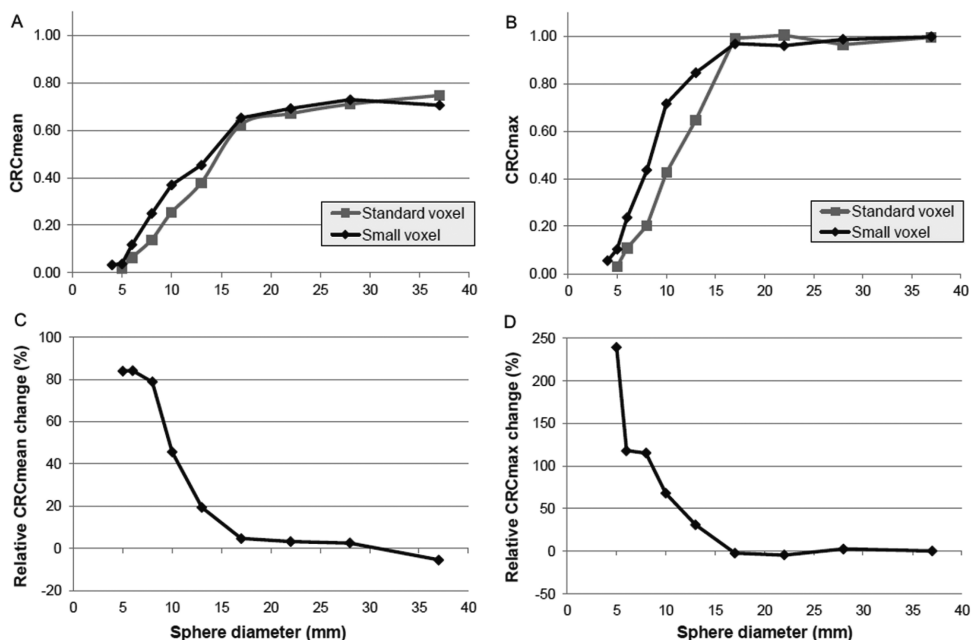 A
CRCmean
1.00
0.80
0.60
0.40
0.20
0.00
0 5 10 15 20 25 30 35 40
Standard voxel
Small voxel
B
CRCmax
1.00
0.80
0.60
0.40
0.20
0.00
0 5 10 15 20 25 30 35 40
Standard voxel
Small voxel
C
Relative CRCmean change (%)
100
80
60
40
20
0
-20
0 5 10 15 20 25 30 35 40
Sphere diameter (mm)
D
Relative CRCmax change (%)
250
200
150
100
50
0
-50
0 5 10 15 20 25 30 35 40
Sphere diameter (mm)